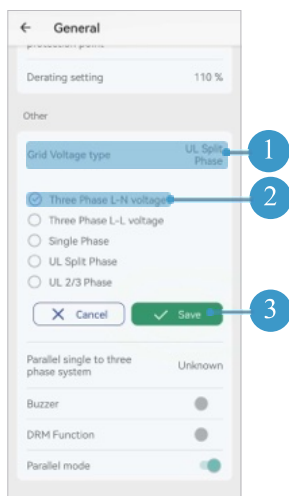 ← General
protection point
Derating setting 110 %
Other
Grid Voltage type UL Split
Phase
1
Three Phase L-N voltage
2
Three Phase L-L voltage
Single Phase
UL Split Phase
UL 2/3 Phase
X Cancel ✓ Save
3
Parallel single to three
phase system Unknown
Buzzer
DRM Function
Parallel mode